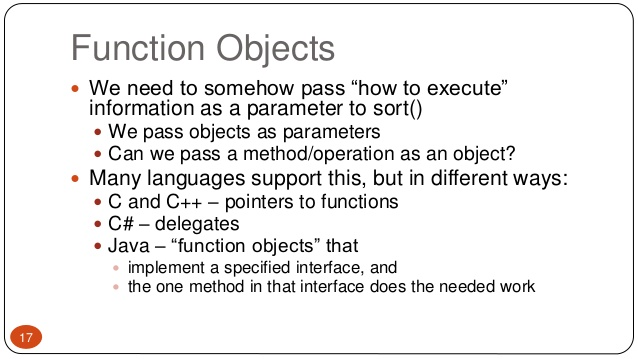 Function Objects
• We need to somehow pass “how to execute”
information as a parameter to sort()
• We pass objects as parameters
• Can we pass a method/operation as an object?
• Many languages support this, but in different ways:
• C and C++ – pointers to functions
• C# – delegates
• Java – “function objects” that
• implement a specified interface, and
• the one method in that interface does the needed work
17